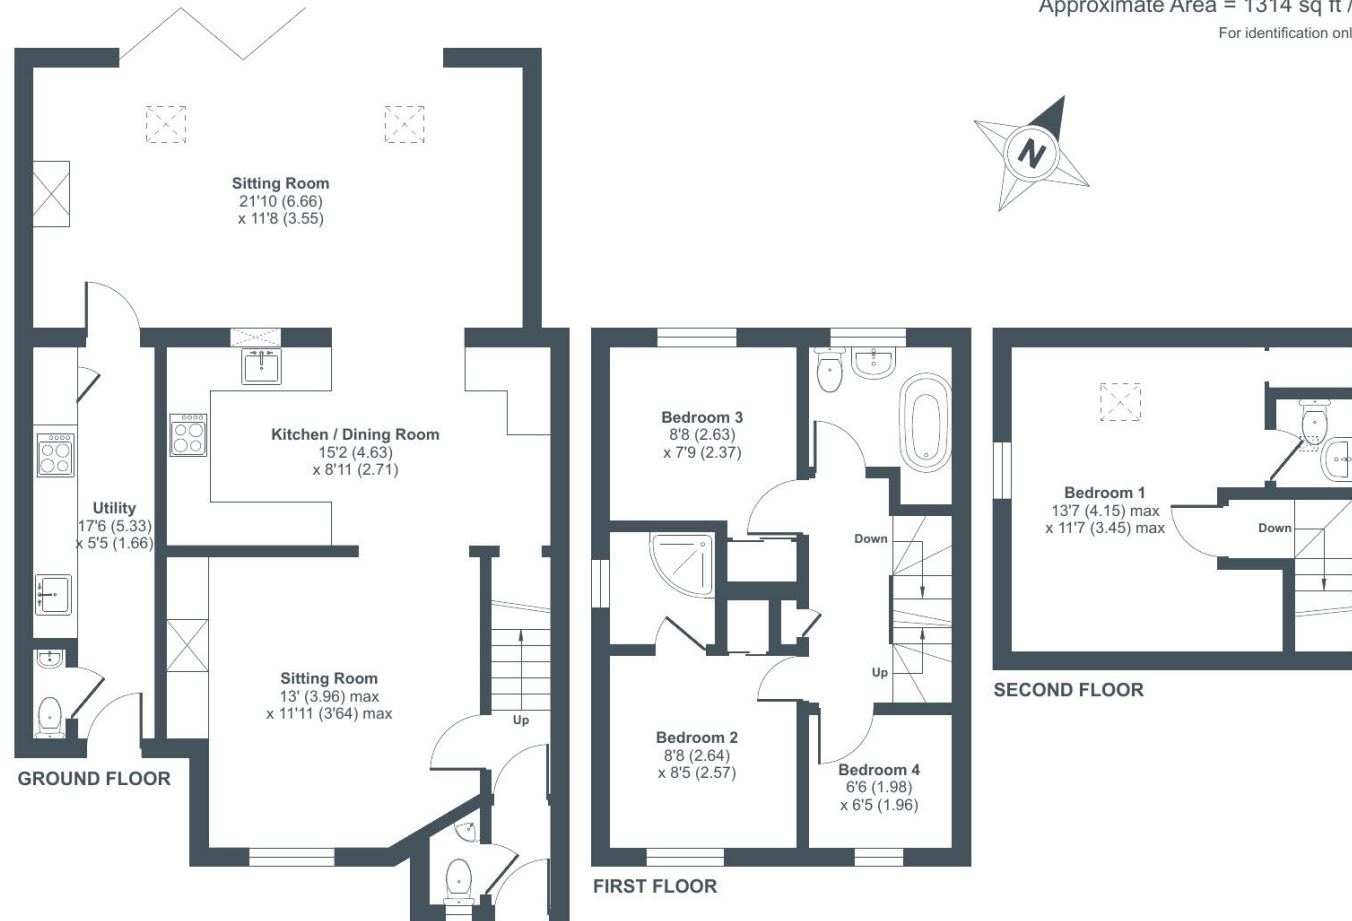 Approximate Area = 1314 sq ft /
For identification onl
N
Sitting Room
21'10 (6.66)
x 11'8 (3.55)
Kitchen / Dining Room
15'2 (4.63)
x 8'11 (2.71)
Utility
17'6 (5.33)
x 5'5 (1.66)
Sitting Room
13' (3.96) max
x 11'11 (3'64) max
Up
GROUND FLOOR
Bedroom 3
8'8 (2.63)
x 7'9 (2.37)
Down
Up
Bedroom 2
8'8 (2.64)
x 8'5 (2.57)
Bedroom 4
6'6 (1.98)
x 6'5 (1.96)
FIRST FLOOR
Bedroom 1
13'7 (4.15) max
x 11'7 (3.45) max
Down
SECOND FLOOR